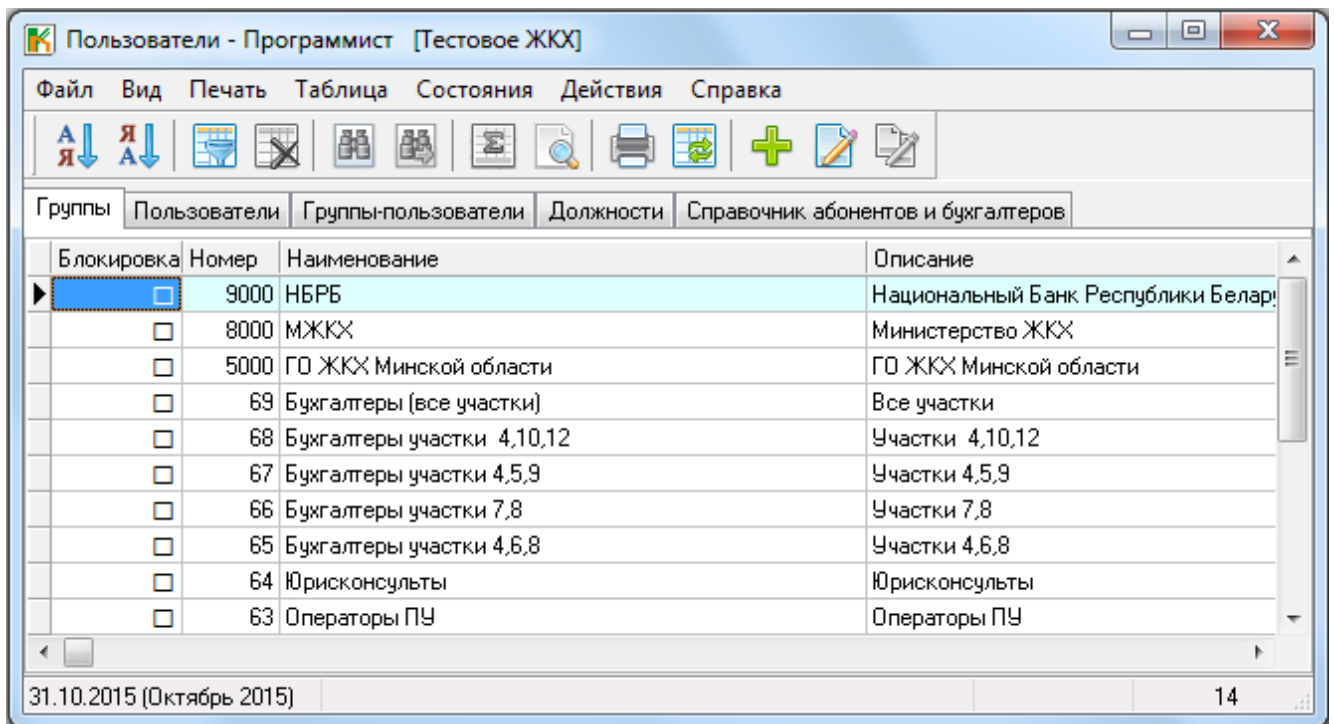 Пользователи - Программист [Тестовое ЖКХ]
Файл Вид Печать Таблица Состояния Действия Справка
Группы Пользователи Группы-пользователи Должности Справочник абонентов и бухгалтеров
Блокировка Номер Наименование Описание
9000 НБРБ Национальный Банк Республики
8000 МЖКХ Министерство ЖКХ
5000 ГО ЖКХ Минской области ГО ЖКХ Минской области
69 Бухгалтеры (все участки) Все участки
68 Бухгалтеры участки 4,10,12 Участки 4,10,12
67 Бухгалтеры участки 4,5,9 Участки 4,5,9
66 Бухгалтеры участки 7,8 Участки 7,8
65 Бухгалтеры участки 4,6,8 Участки 4,6,8
64 Юрисконсульты Юрисконсульты
63 Операторы ПУ Операторы ПУ
31.10.2015 (Октябрь 2015) 14